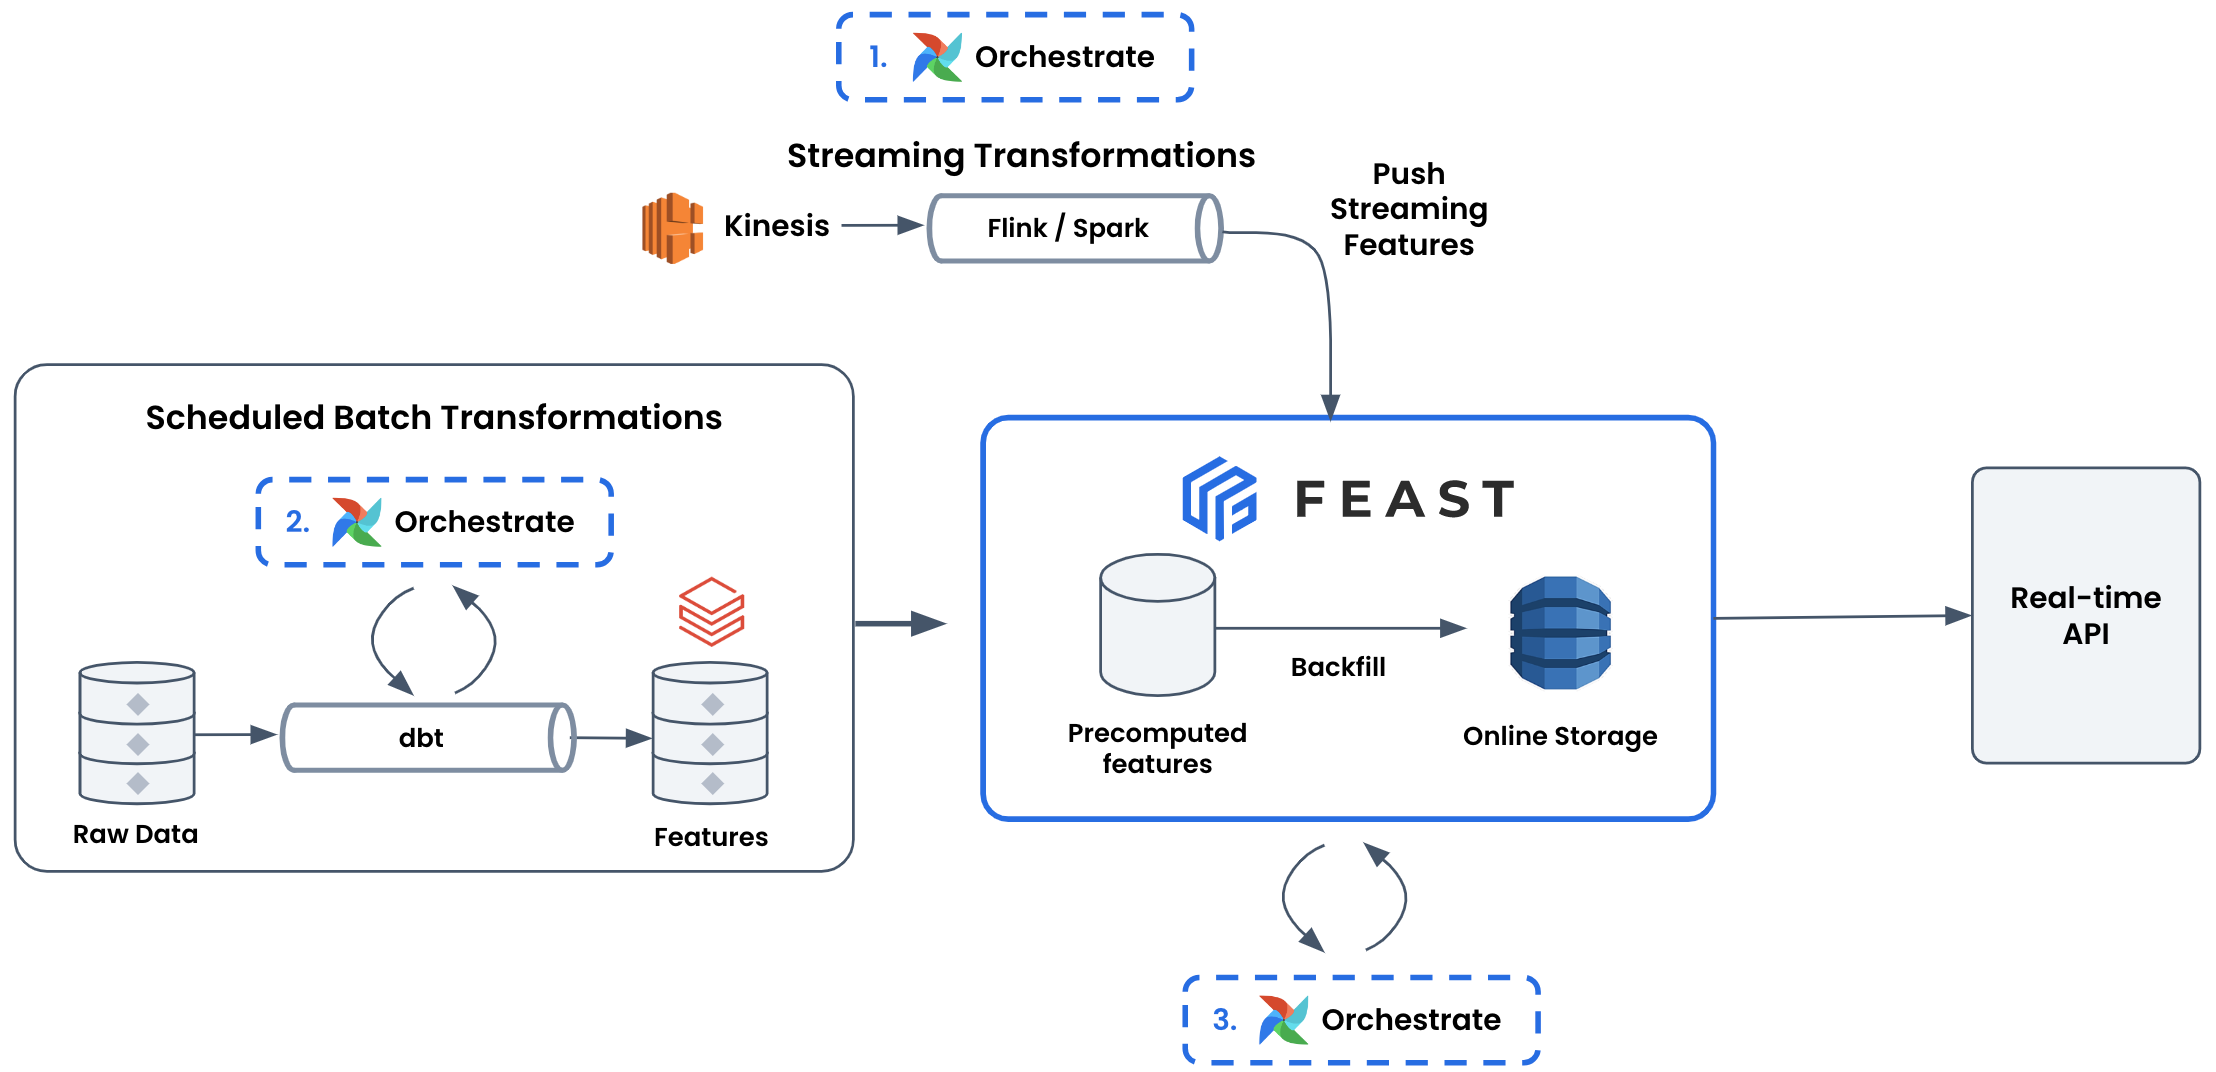 1. Orchestrate
Streaming Transformations
Kinesis
Flink / Spark
Push
Streaming
Features
Scheduled Batch Transformations
2. Orchestrate
Raw Data
dbt
Features
FEAST
Precomputed
features
Backfill
Online Storage
Real-time
API
3. Orchestrate